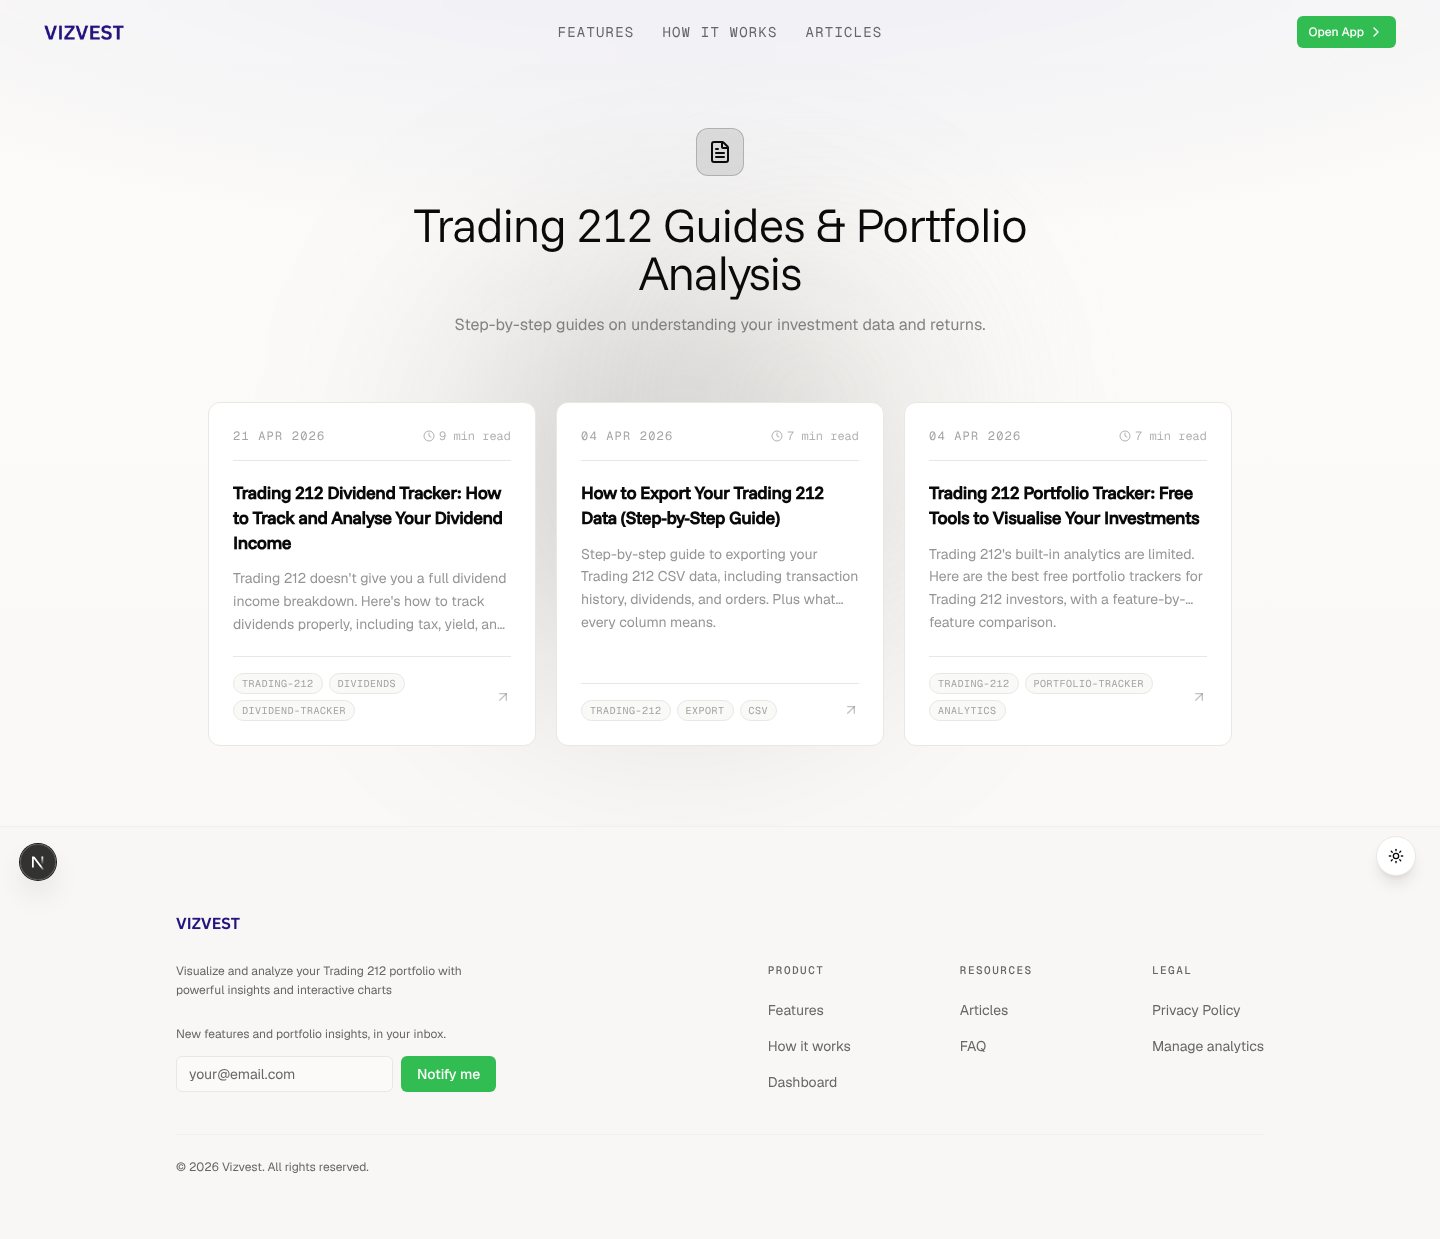 VIZVEST
FEATURES HOW IT WORKS ARTICLES
Open App
Trading 212 Guides & Portfolio
Analysis
Step-by-step guides on understanding your investment data and returns.
21 APR 2026 9 min read
Trading 212 Dividend Tracker: How
to Track and Analyse Your Dividend
Income
Trading 212 doesn't give you a full dividend
income breakdown. Here's how to track
dividends properly, including tax, yield, an…
TRADING-212 DIVIDENDS
DIVIDEND-TRACKER
04 APR 2026 7 min read
How to Export Your Trading 212
Data (Step-by-Step Guide)
Step-by-step guide to exporting your
Trading 212 CSV data, including transaction
history, dividends, and orders. Plus what…
every column means.
TRADING-212 EXPORT CSV
04 APR 2026 7 min read
Trading 212 Portfolio Tracker: Free
Tools to Visualise Your Investments
Trading 212's built-in analytics are limited.
Here are the best free portfolio trackers for
Trading 212 investors, with a feature-by-…
feature comparison.
TRADING-212 PORTFOLIO-TRACKER
ANALYTICS
N
VIZVEST
Visualize and analyze your Trading 212 portfolio with
powerful insights and interactive charts
New features and portfolio insights, in your inbox.
your@email.com Notify me
PRODUCT
Features
How it works
Dashboard
RESOURCES
Articles
FAQ
LEGAL
Privacy Policy
Manage analytics
© 2026 Vizvest. All rights reserved.